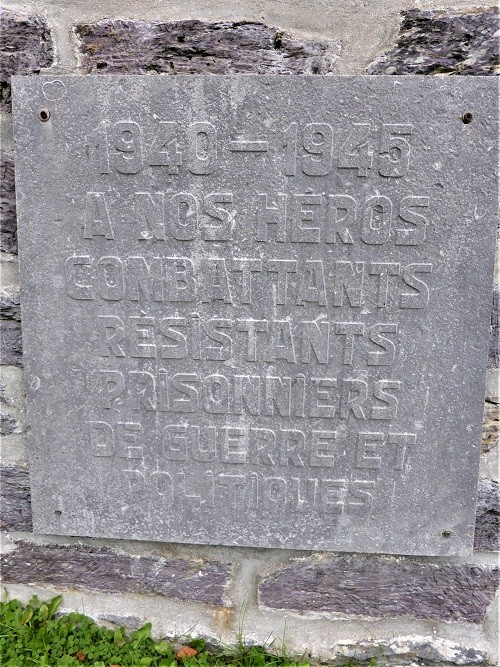 1940 – 1945
A NOS HÉROS
COMBATTANTS
RÉSISTANTS
PRISONNIERS
DE GUERRE ET
POLITIQUES